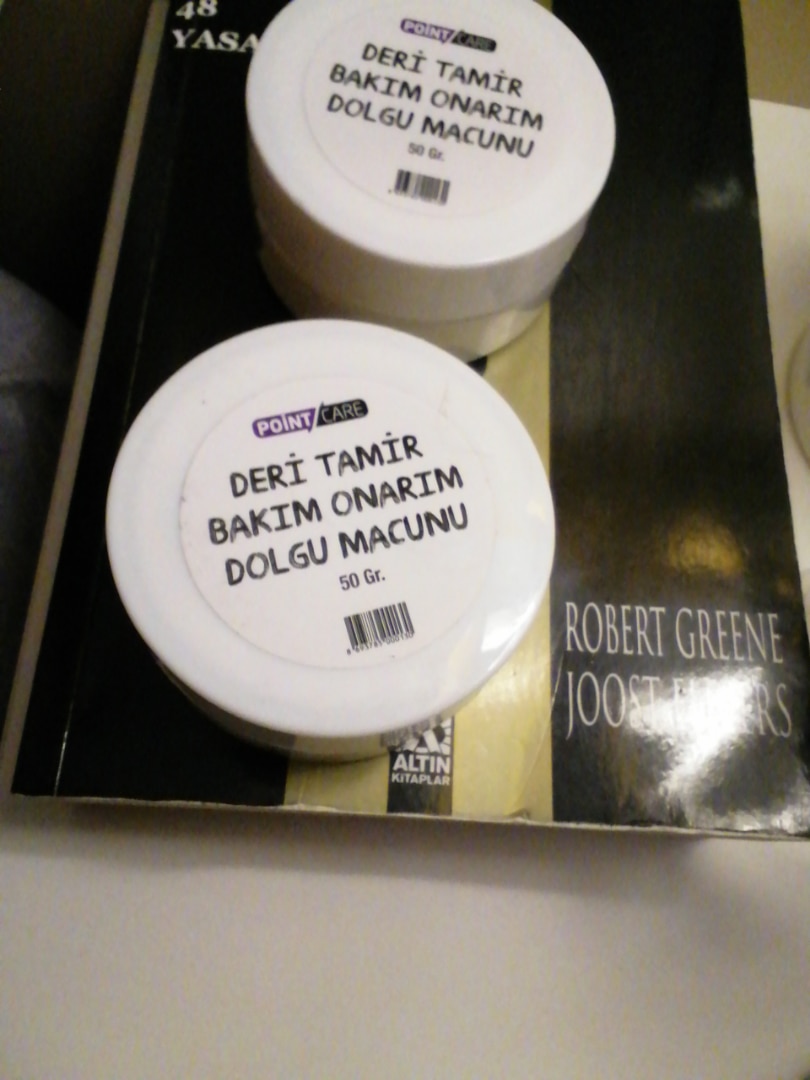 48
YASA
POINT/CARE
DERİ TAMİR
BAKIM ONARIM
DOLGU MACUNU
50 Gr.
POINT/CARE
DERİ TAMİR
BAKIM ONARIM
DOLGU MACUNU
50 Gr.
ROBERT GREENE
JOOST
ALTIN
KİTAPLAR